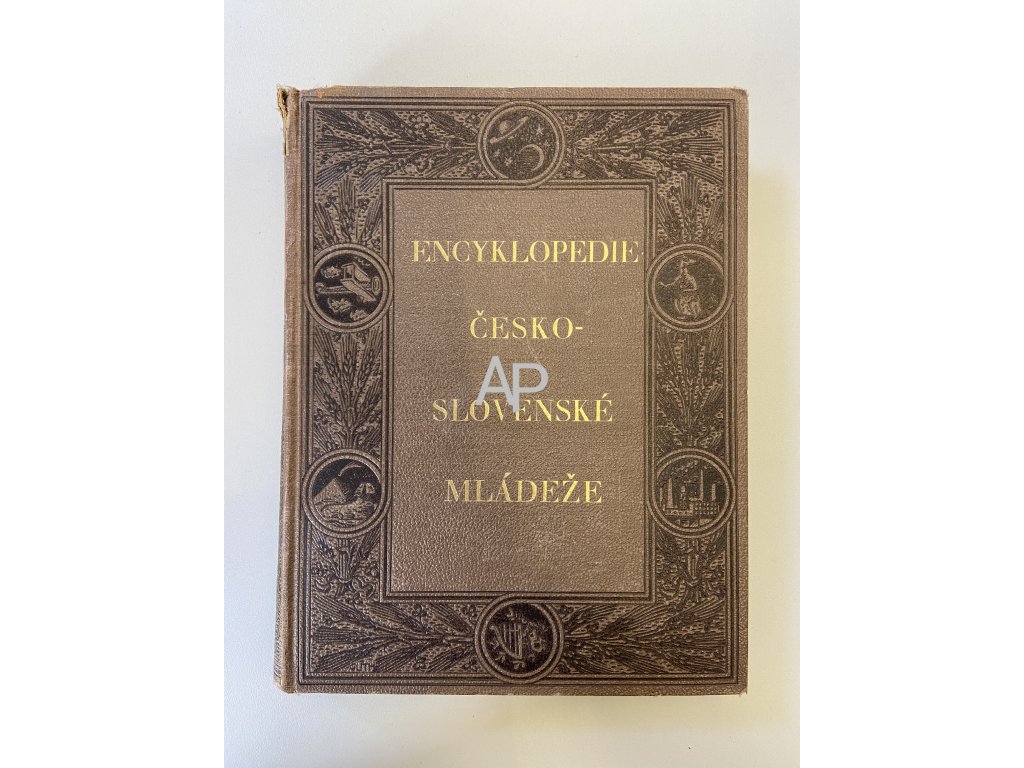 ENCYKLOPEDIE
ČESKO-
AP
SLOVENSKÉ
MLÁDEŽE